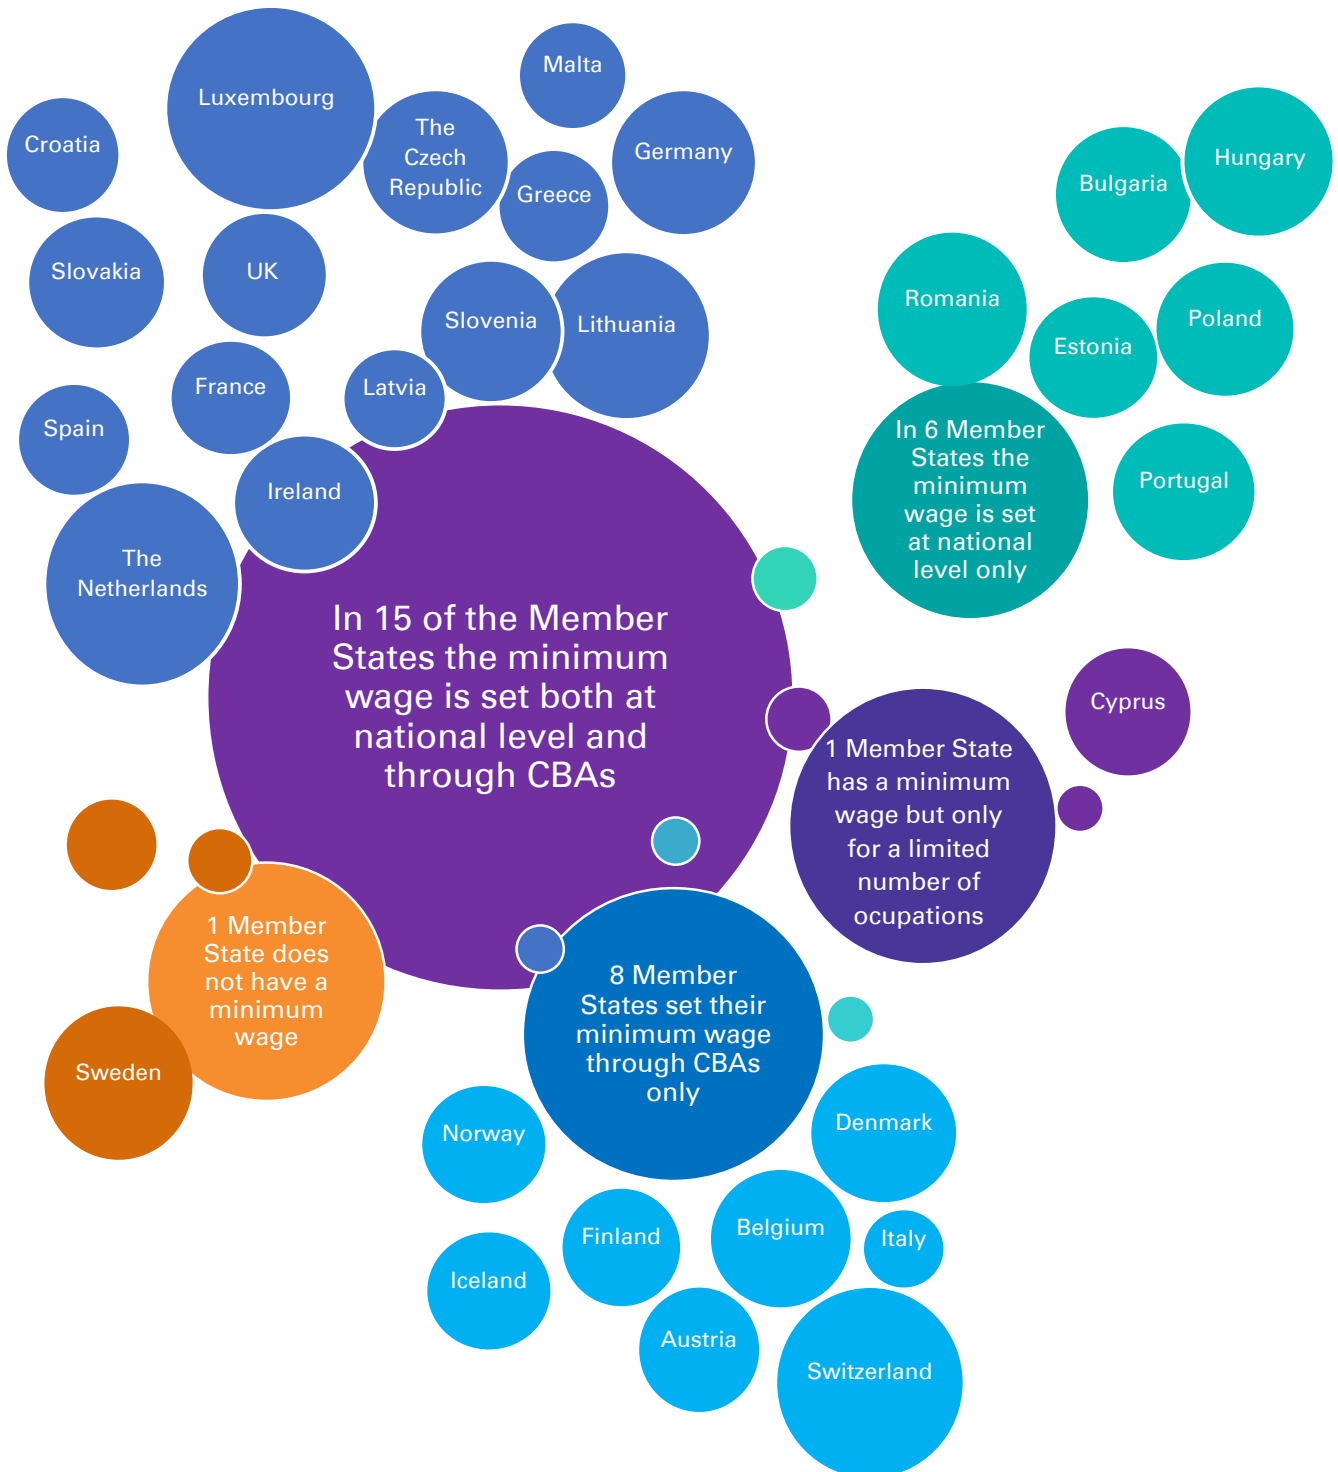 Malta
Luxembourg
The
Czech
Republic
Croatia
Germany
Greece
Slovakia
UK
Slovenia
Lithuania
France
Latvia
Spain
Ireland
The
Netherlands
Hungary
Bulgaria
Romania
Poland
Estonia
In 6 Member
States the
minimum
wage is set
at national
level only
Portugal
In 15 of the Member
States the minimum
wage is set both at
national level and
through CBAs
Cyprus
1 Member State
has a minimum
wage but only
for a limited
number of
ocupations
1 Member
State does
not have a
minimum
wage
Sweden
8 Member
States set their
minimum wage
through CBAs
only
Norway
Denmark
Finland
Belgium
Italy
Iceland
Austria
Switzerland